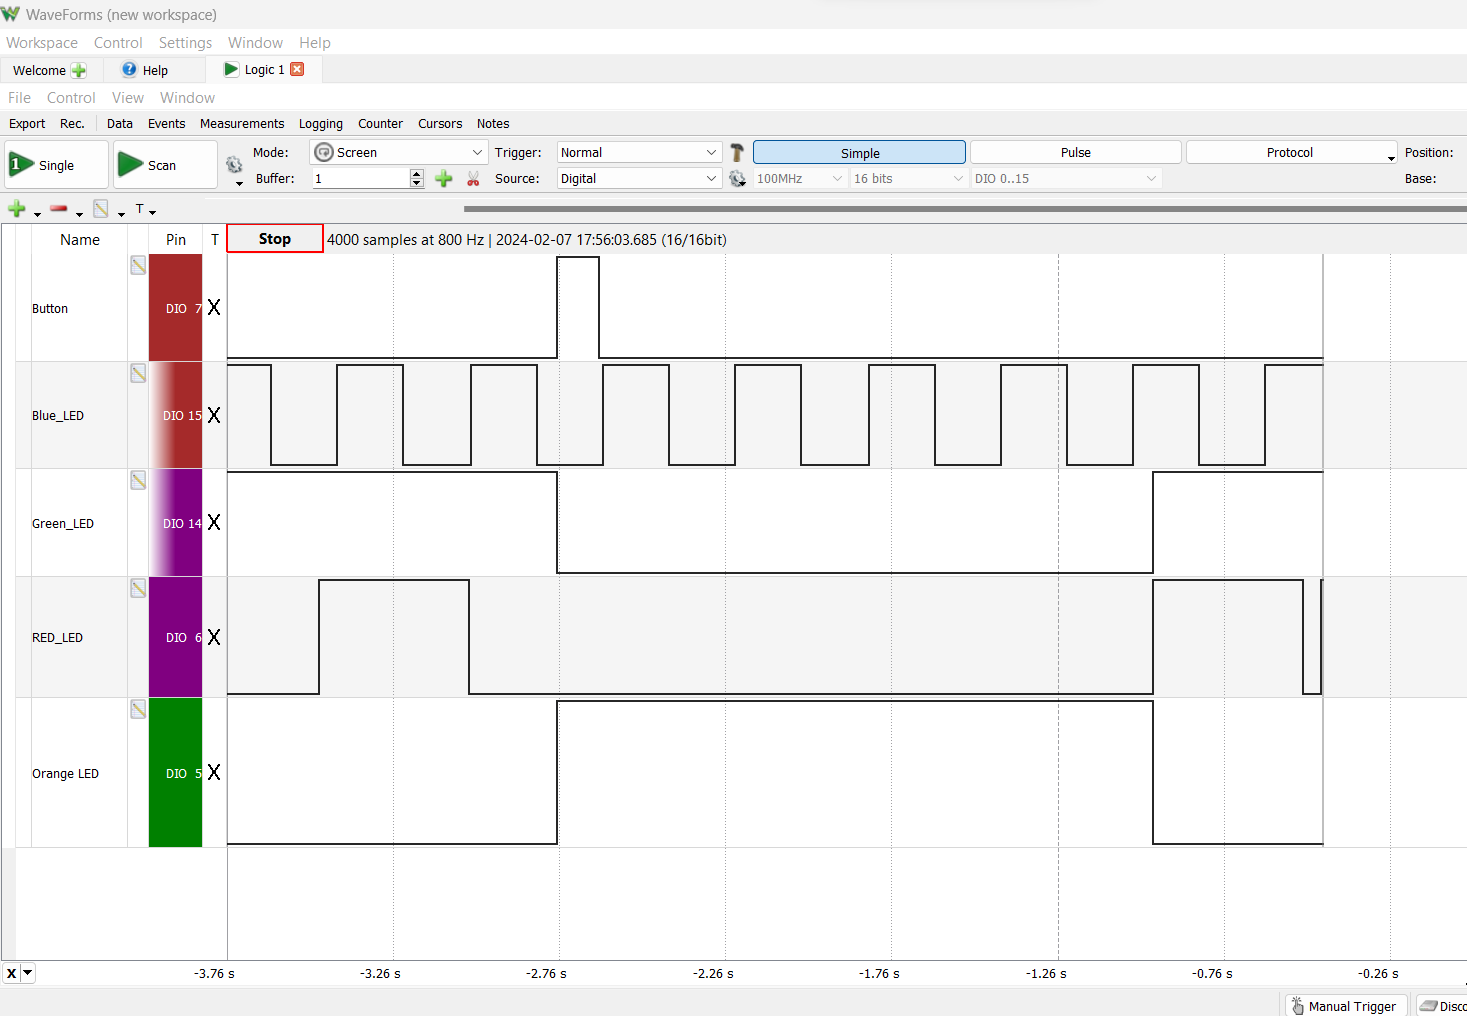 WaveForms (new workspace)
Workspace Control Settings Window Help
Welcome Help Logic 1
File Control View Window
Export Rec. Data Events Measurements Logging Counter Cursors Notes
1 Single Scan Mode: Screen Trigger: Normal Simple Pulse Protocol Position:
Buffer: 1 Source: Digital 100MHz 16 bits DIO 0..15 Base:
T
Name Pin T Stop 4000 samples at 800 Hz | 2024-02-07 17:56:03.685 (16/16bit)
Button DIO 7 X
Blue_LED DIO 15 X
Green_LED DIO 14 X
RED_LED DIO 6 X
Orange LED DIO 5 X
X -3.76 s -3.26 s -2.76 s -2.26 s -1.76 s -1.26 s -0.76 s -0.26 s
Manual Trigger Disco